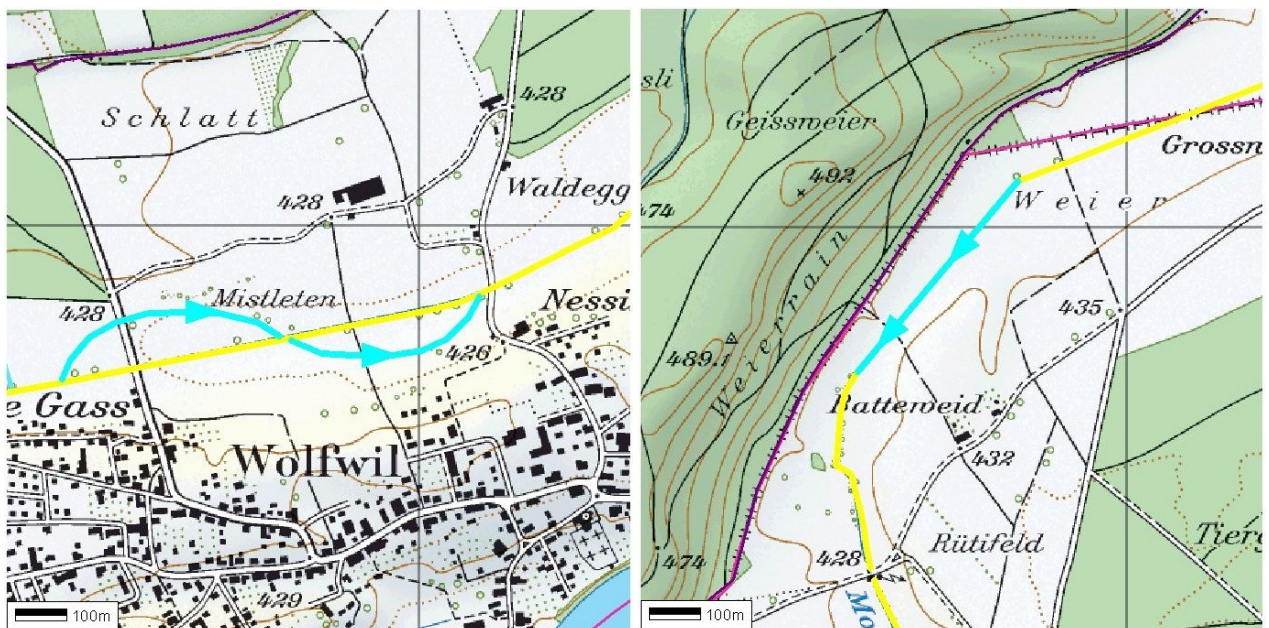 Schlatt
428
428
Waldegg
Mistleten
428
426
Nessi
e Gass
Wolfwil
429
100m
sli
Geissweier
492
474
Grossn
Weier
Weierrain
489.1
435
Batterweid
432
474
428
Rütifeld
Tierg
Mo
100m